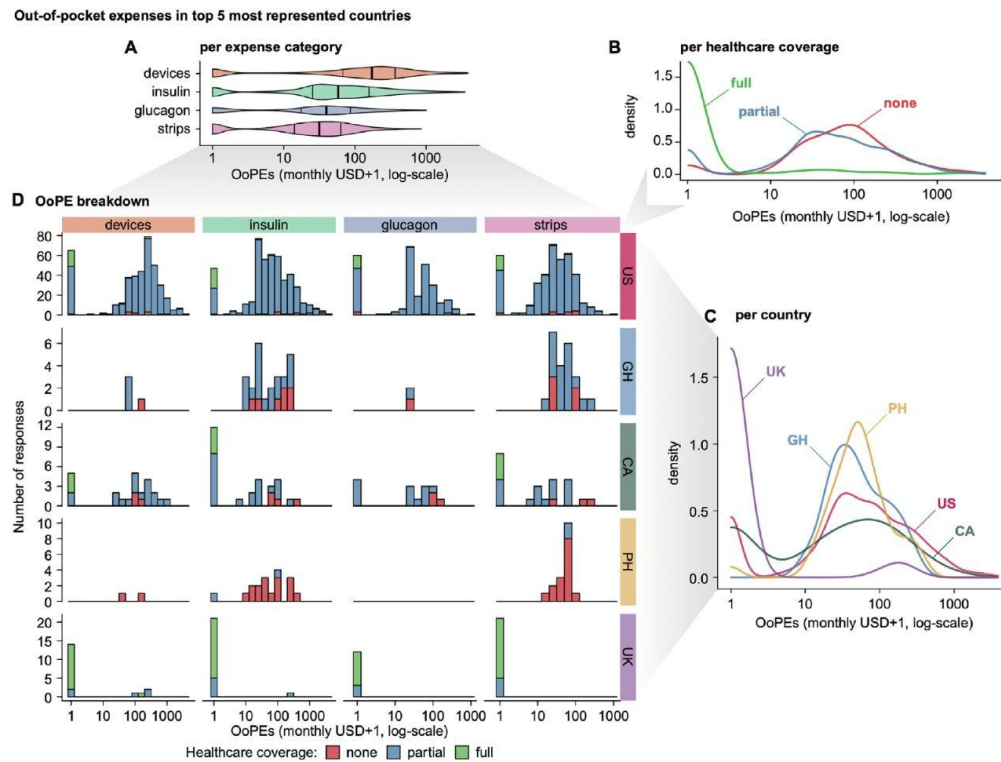 Out-of-pocket expenses in top 5 most represented countries
A per expense category
devices
insulin
glucagon
strips
1 10 100 1000
OoPEs (monthly USD+1, log-scale)
B per healthcare coverage
density
1.5
1.0
0.5
0.0
full
partial
none
1 10 100 1000
OoPEs (monthly USD+1, log-scale)
D OoPE breakdown
devices insulin glucagon strips
Number of responses
80
60
40
20
0
US
6
4
2
0
GH
12
9
6
3
0
CA
10
8
6
4
2
0
PH
20
15
10
5
0
UK
1 10 100 1000 1 10 100 1000 1 10 100 1000 1 10 100 1000
OoPEs (monthly USD+1, log-scale)
Healthcare coverage: none partial full
C per country
density
1.5
1.0
0.5
0.0
UK
PH
GH
US
CA
1 10 100 1000
OoPEs (monthly USD+1, log-scale)